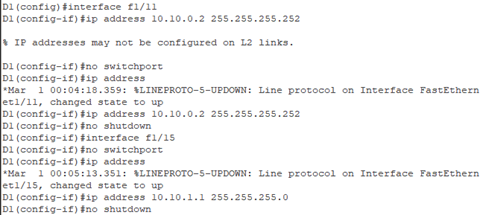 D1(config)#interface f1/11
D1(config-if)#ip address 10.10.0.2 255.255.255.252
% IP addresses may not be configured on L2 links.
D1(config-if)#no switchport
D1(config-if)#ip address
*Mar  1 00:04:18.359: %LINEPROTO-5-UPDOWN: Line protocol on Interface FastEthern
et1/11, changed state to up
D1(config-if)#ip address 10.10.0.2 255.255.255.252
D1(config-if)#no shutdown
D1(config-if)#interface f1/15
D1(config-if)#no switchport
D1(config-if)#ip address
*Mar  1 00:05:13.351: %LINEPROTO-5-UPDOWN: Line protocol on Interface FastEthern
et1/15, changed state to up
D1(config-if)#ip address 10.10.1.1 255.255.255.0
D1(config-if)#no shutdown